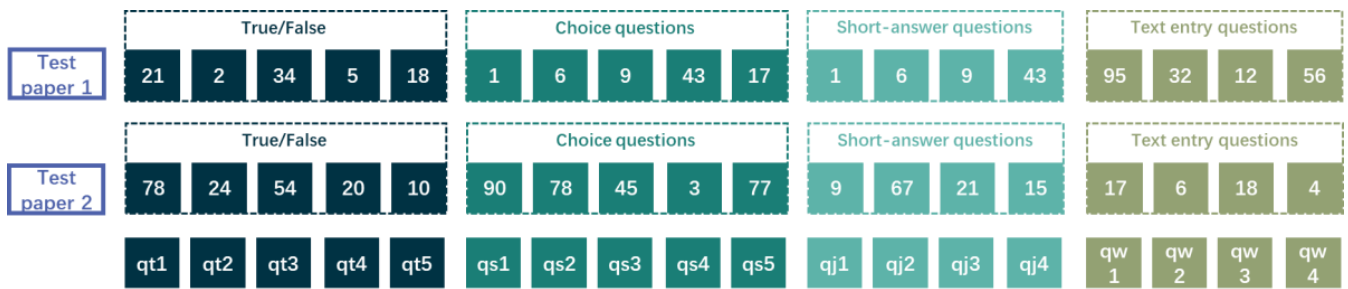 True/False Choice questions Short-answer questions Text entry questions
Test paper 1 21 2 34 5 18 1 6 9 43 17 1 6 9 43 95 32 12 56
True/False Choice questions Short-answer questions Text entry questions
Test paper 2 78 24 54 20 10 90 78 45 3 77 9 67 21 15 17 6 18 4
qt1 qt2 qt3 qt4 qt5 qs1 qs2 qs3 qs4 qs5 qj1 qj2 qj3 qj4 qw 1 qw 2 qw 3 qw 4